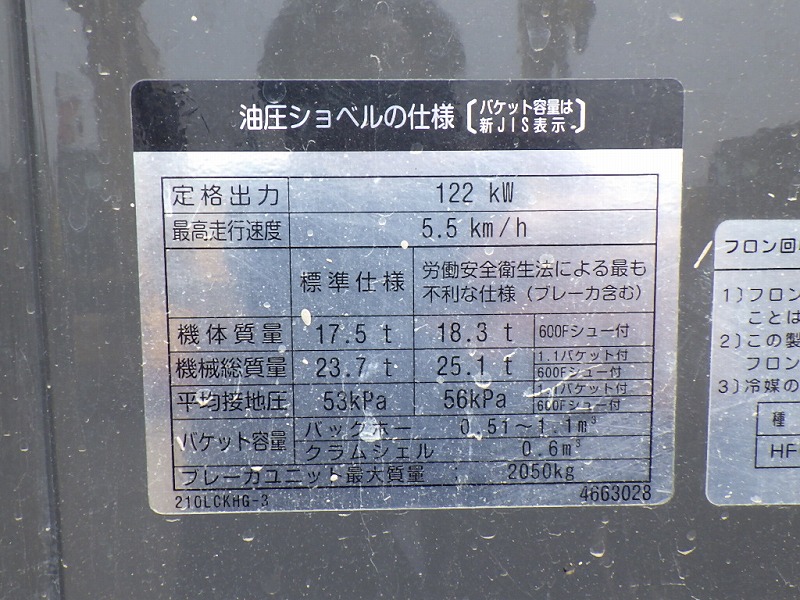 油圧ショベルの仕様〔バケット容量は新JIS表示.〕
定格出力 122 kW
最高走行速度 5.5 km/h
標準仕様 労働安全衛生法による最も不利な仕様（ブレーカ含む）
機体質量 17.5 t 18.3 t 600Fシュー付
機械総質量 23.7 t 25.1 t 1.1バケット付 600Fシュー付
平均接地圧 53kPa 56kPa 1.1バケット付 600Fシュー付
バケット容量 バックホー 0.51～1.1m³
クラムシェル 0.6m³
ブレーカユニット最大質量 2050kg
210LCKHG-3 4663028
フロン回
1)フロン
ことは
2)この製
フロン
3)冷媒の
種
HF